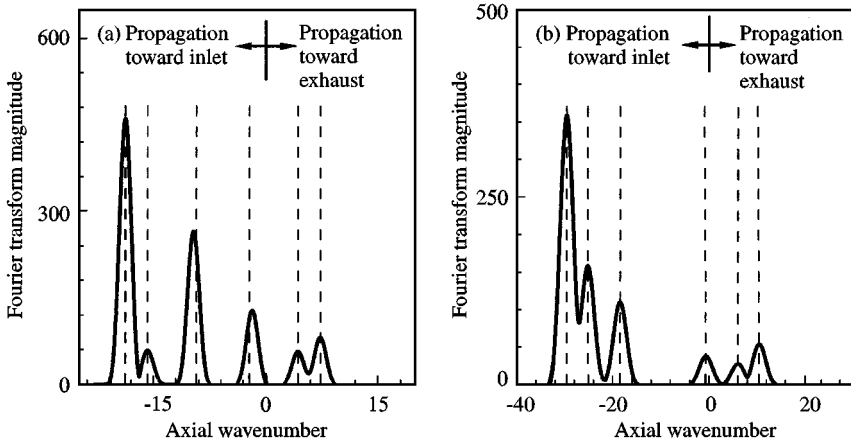 600
(a) Propagation
toward inlet
Propagation
toward
exhaust
Fourier transform magnitude
300
0
-15
0
15
Axial wavenumber
500
(b) Propagation
toward inlet
Propagation
toward
exhaust
Fourier transform magnitude
250
0
-40
-20
0
20
Axial wavenumber